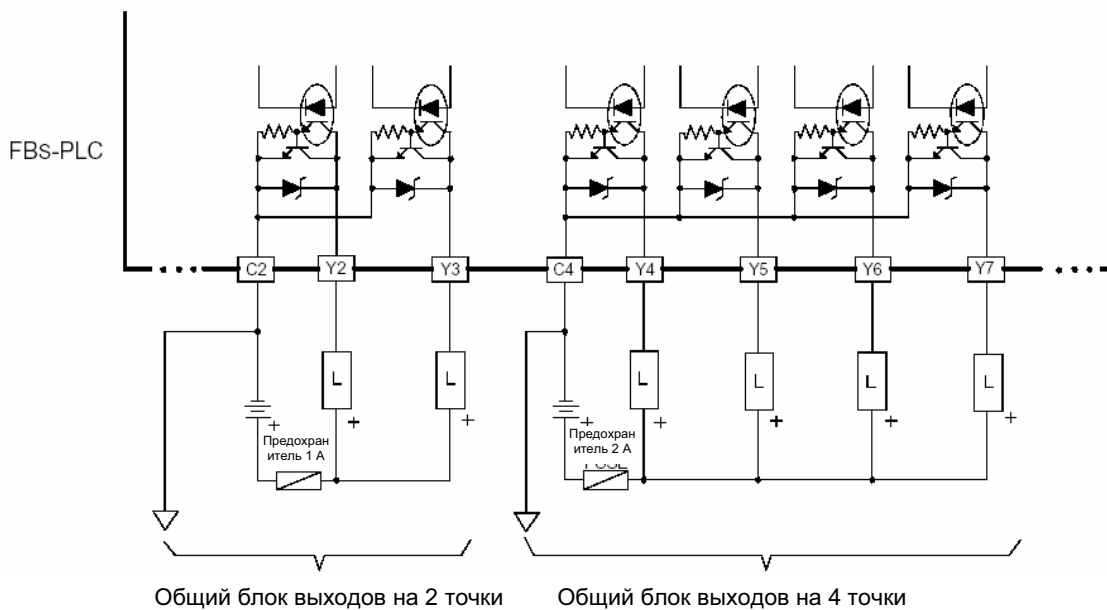 FBs-PLC
C2 Y2 Y3 C4 Y4 Y5 Y6 Y7
L L L L L L
+ + + + + + + +
Предохран
итель 1 А
Предохран
итель 2 А
Общий блок выходов на 2 точки
Общий блок выходов на 4 точки